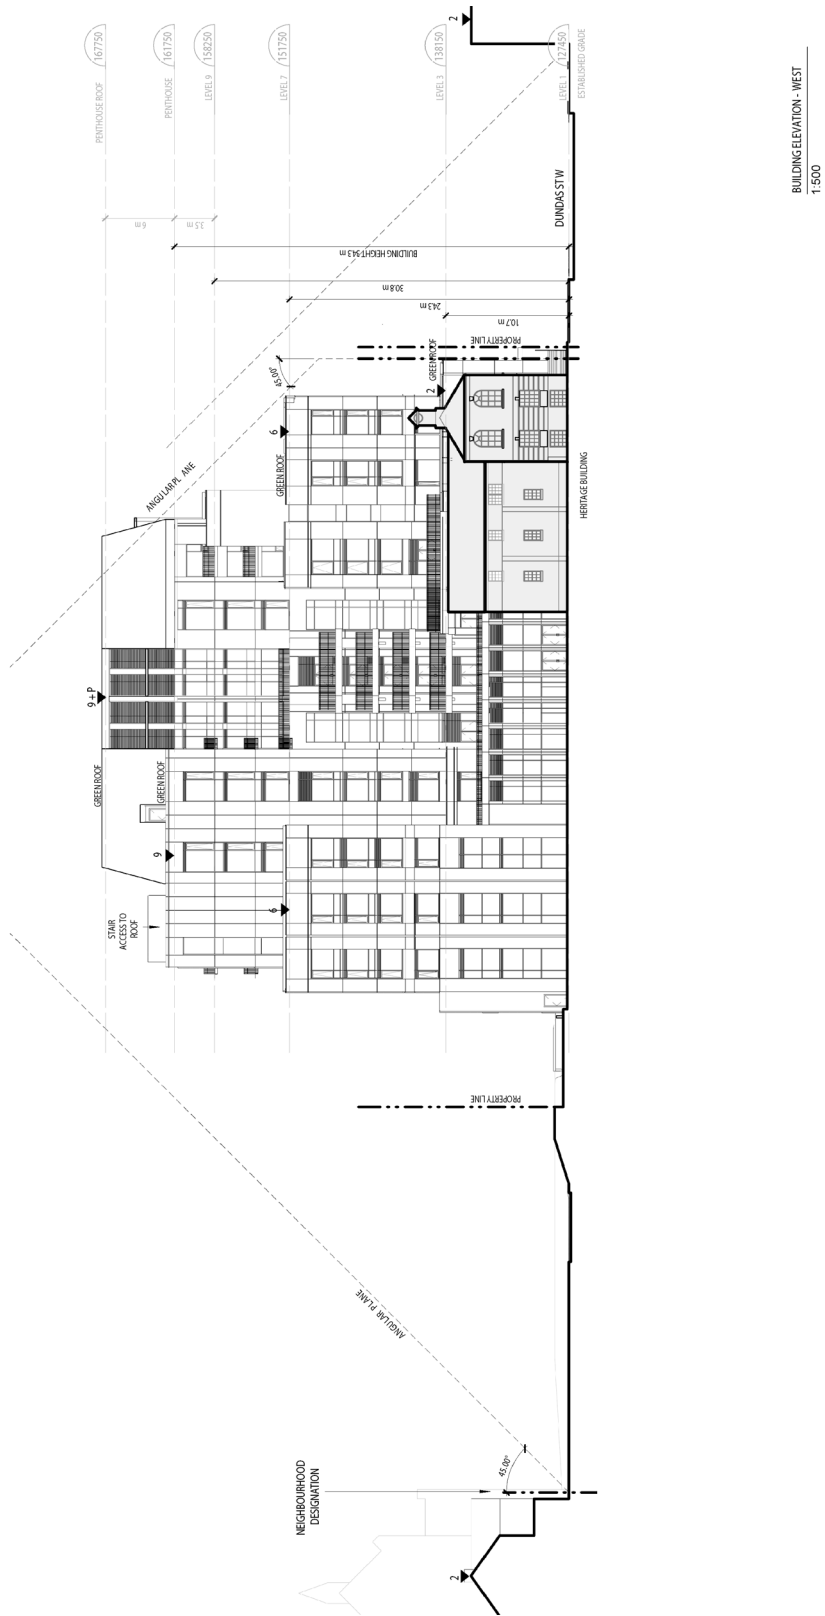 167750
PENTHOUSE ROOF
161750
PENTHOUSE
158250
LEVEL 9
151750
LEVEL 7
138150
LEVEL 3
127450
LEVEL 1
ESTABLISHED GRADE
2
6 m
3.5 m
BUILDING HEIGHT-34.3 m
30.8 m
24.3 m
10.7 m
DUNDAS ST W
PROPERTY LINE
45.00°
ANGULAR PLANE
6
GREEN ROOF
2
GREEN ROOF
HERITAGE BUILDING
9 + P
GREEN ROOF
GREEN ROOF
9
6
STAIR
ACCESS TO
ROOF
PROPERTY LINE
ANGULAR PLANE
45.00°
NEIGHBOURHOOD
DESIGNATION
2
BUILDING ELEVATION - WEST
1:500